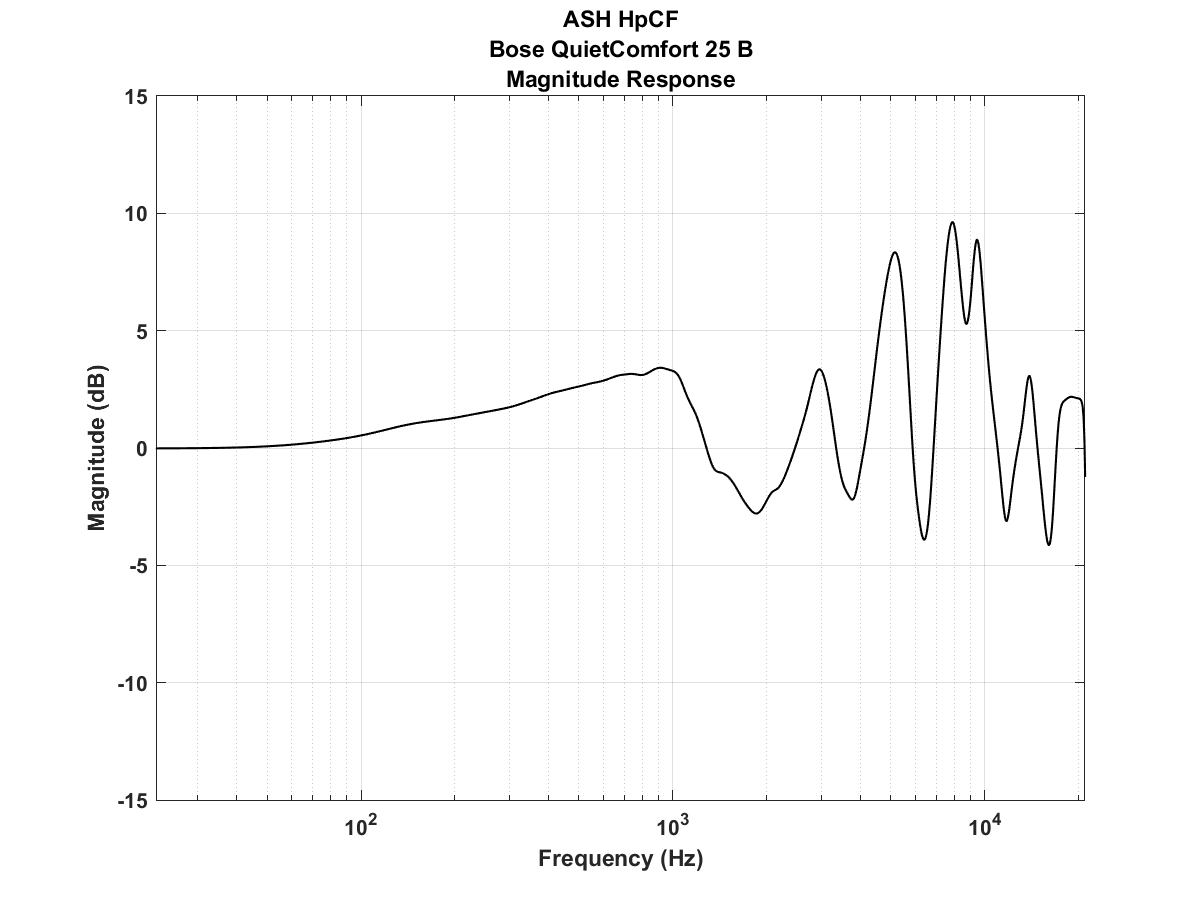 ASH HpCF
Bose QuietComfort 25 B
Magnitude Response
15
10
5
0
-5
-10
-15
Magnitude (dB)
10²
10³
10⁴
Frequency (Hz)